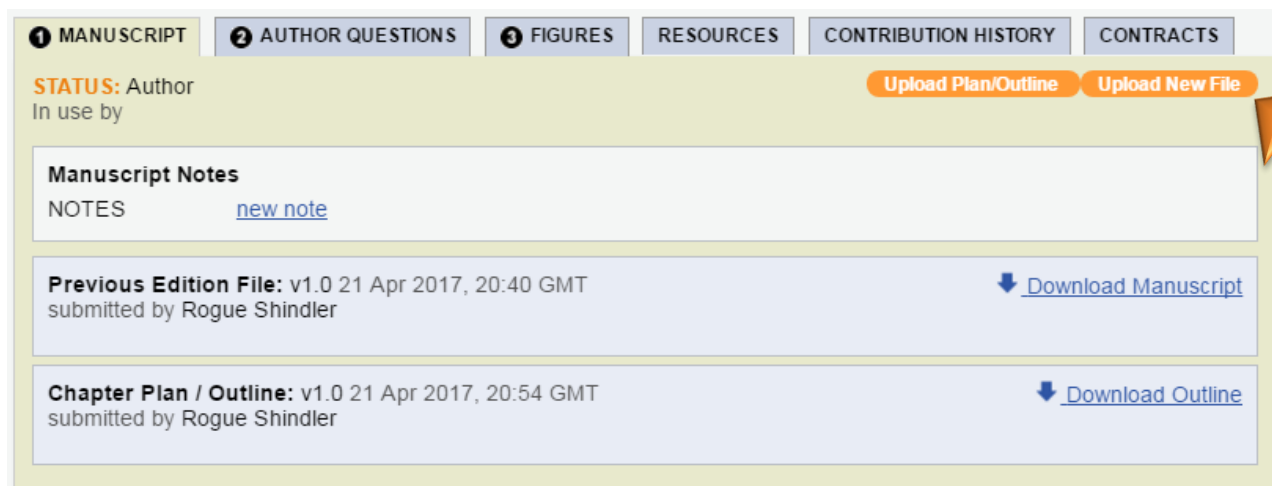 1 MANUSCRIPT 2 AUTHOR QUESTIONS 3 FIGURES RESOURCES CONTRIBUTION HISTORY CONTRACTS
STATUS: Author Upload Plan/Outline Upload New File
In use by
Manuscript Notes
NOTES new note
Previous Edition File: v1.0 21 Apr 2017, 20:40 GMT Download Manuscript
submitted by Rogue Shindler
Chapter Plan / Outline: v1.0 21 Apr 2017, 20:54 GMT Download Outline
submitted by Rogue Shindler